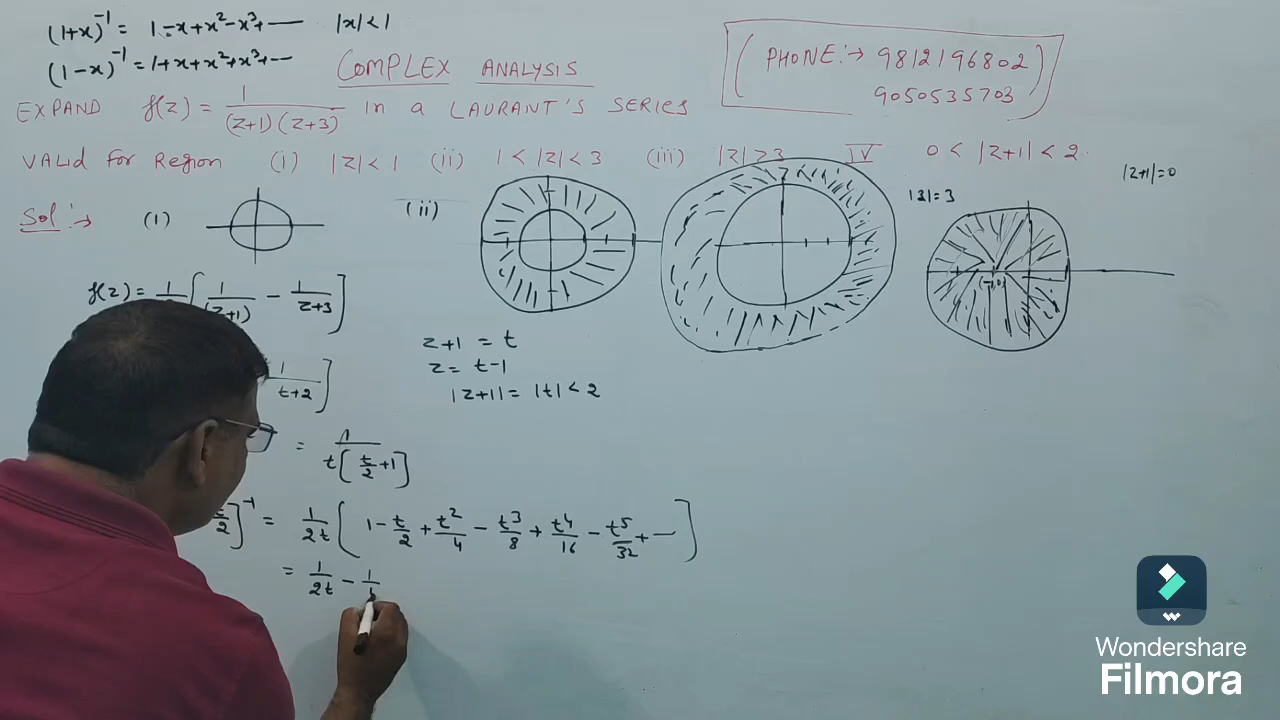 (1+x)⁻¹ = 1-x+x²-x³+—— |x|<1
(1-x)⁻¹ = 1+x+x²+x³+—
COMPLEX ANALYSIS
(PHONE:→ 9812196802
9050535703)
EXPAND f(z) = 1/((z+1)(z+3)) in a LAURANT'S SERIES
VALID for Region (i) |z|<1 (ii) 1<|z|<3 (iii) |z|>3 IV 0<|z+1|<2.
|z+1|=0
|z|=3
Sol:→ (1)
(ii)
(-1,0)
f(z) = [1/(z+1) - 1/(z+3)]
z+1 = t
z = t-1
|z+1| = |t|<2
1/(t+2)]
= 1/(t[t/2+1])
t/2]⁻¹ = 1/2t [1 - t/2 + t²/4 - t³/8 + t⁴/16 - t⁵/32 + —]
= 1/2t - 1/
Wondershare
Filmora